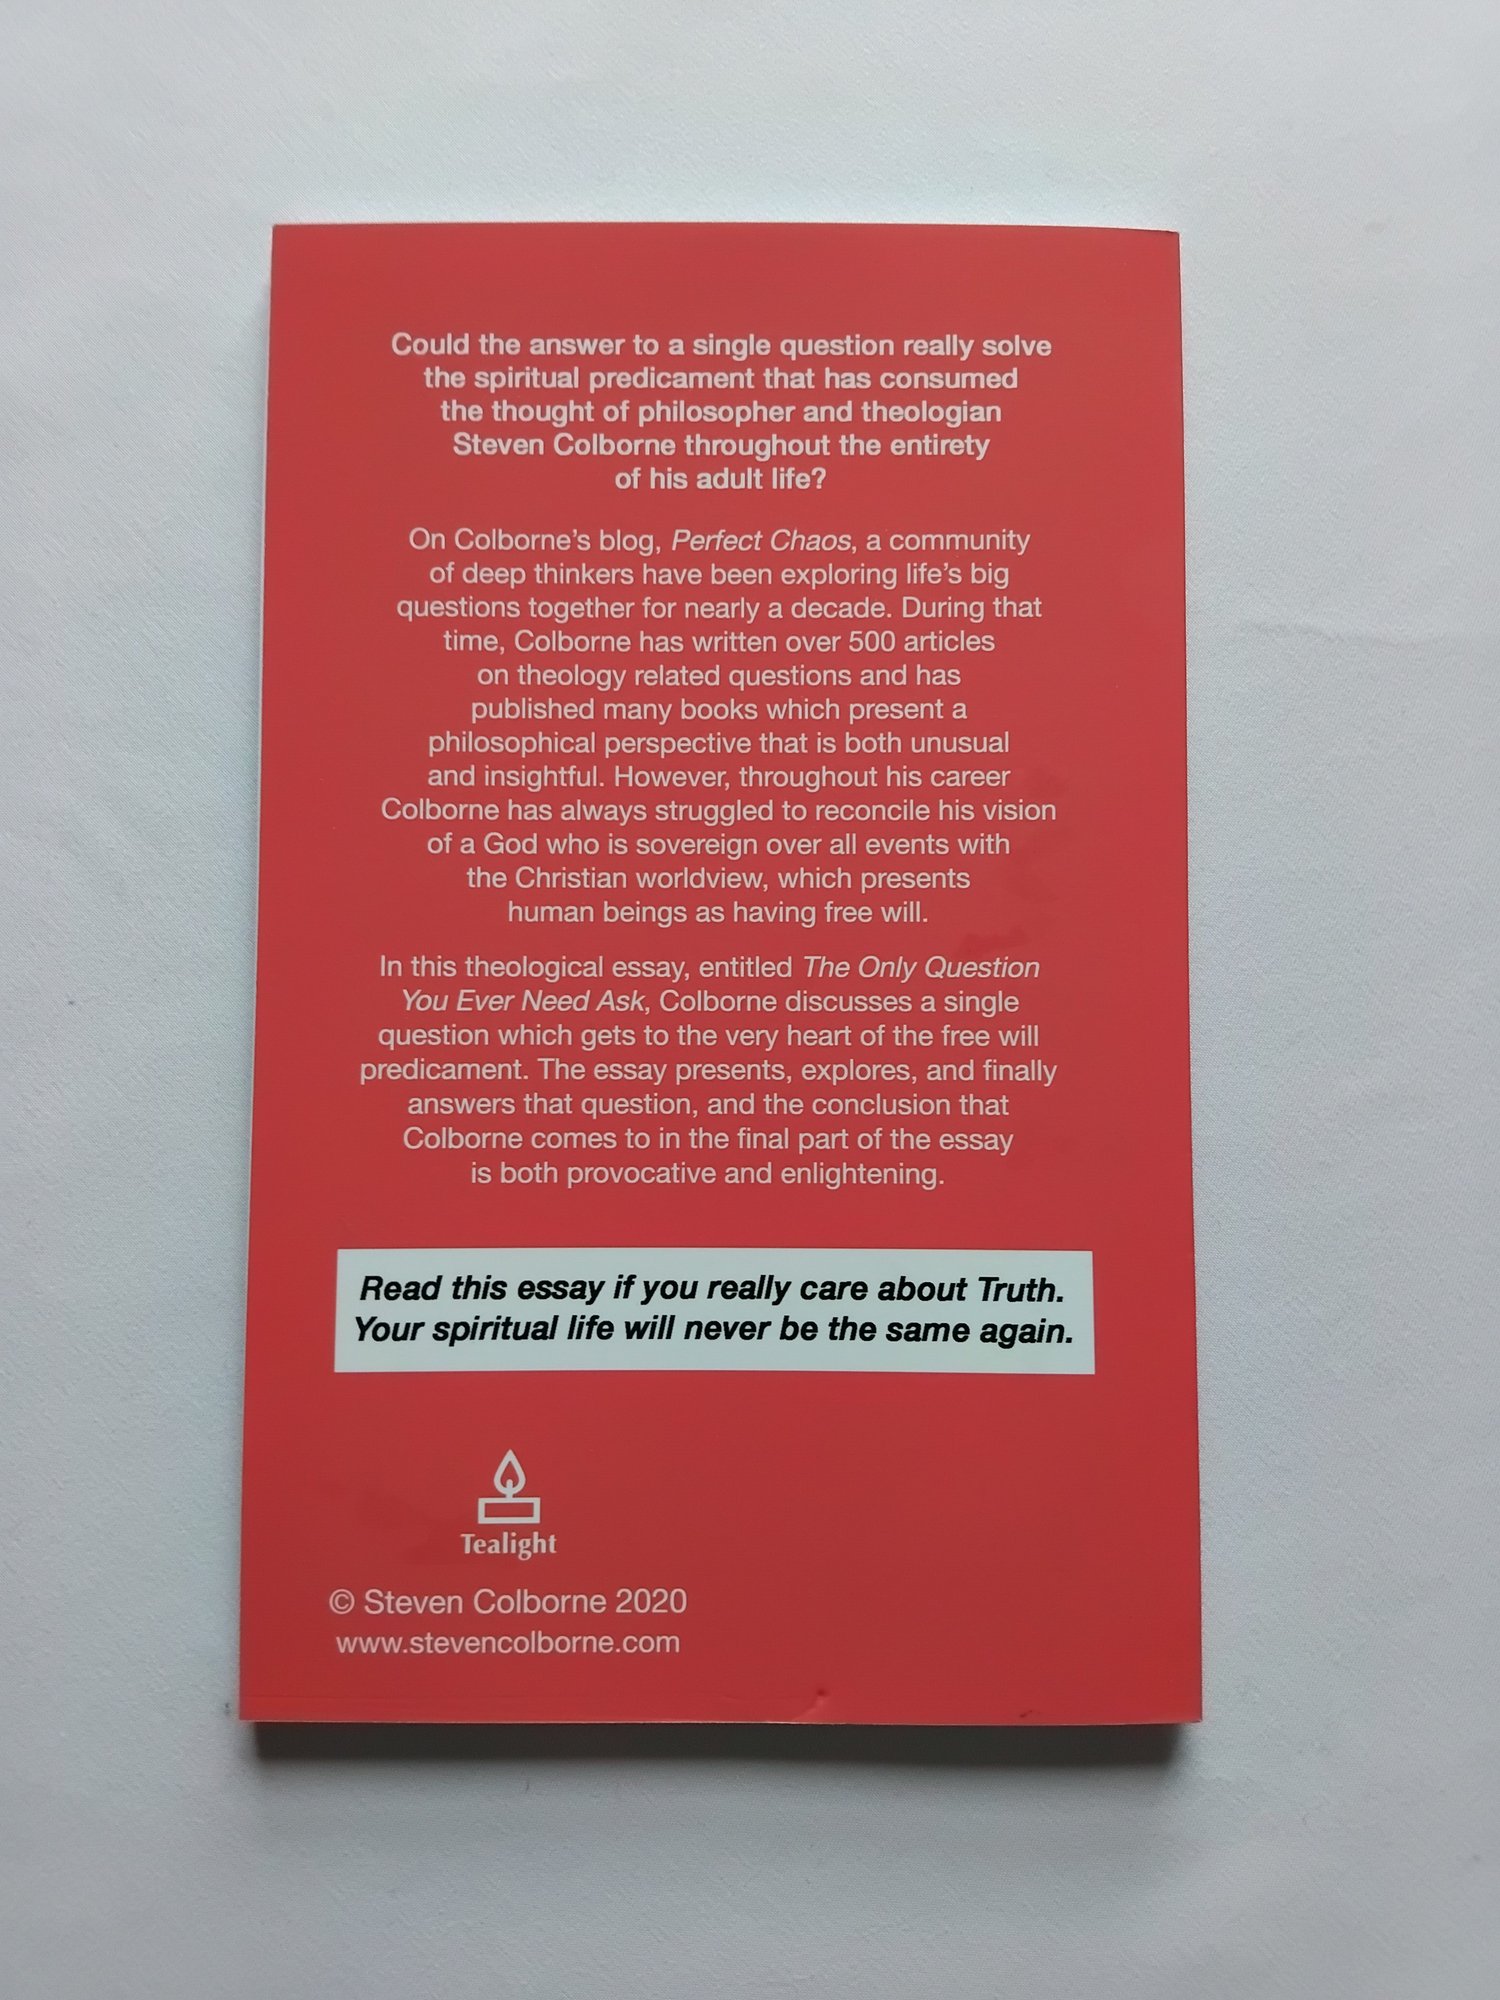 Could the answer to a single question really solve
the spiritual predicament that has consumed
the thought of philosopher and theologian
Steven Colborne throughout the entirety
of his adult life?
On Colborne's blog, Perfect Chaos, a community
of deep thinkers have been exploring life's big
questions together for nearly a decade. During that
time, Colborne has written over 500 articles
on theology related questions and has
published many books which present a
philosophical perspective that is both unusual
and insightful. However, throughout his career
Colborne has always struggled to reconcile his vision
of a God who is sovereign over all events with
the Christian worldview, which presents
human beings as having free will.
In this theological essay, entitled The Only Question
You Ever Need Ask, Colborne discusses a single
question which gets to the very heart of the free will
predicament. The essay presents, explores, and finally
answers that question, and the conclusion that
Colborne comes to in the final part of the essay
is both provocative and enlightening.
Read this essay if you really care about Truth.
Your spiritual life will never be the same again.
Tealight
© Steven Colborne 2020
www.stevencolborne.com